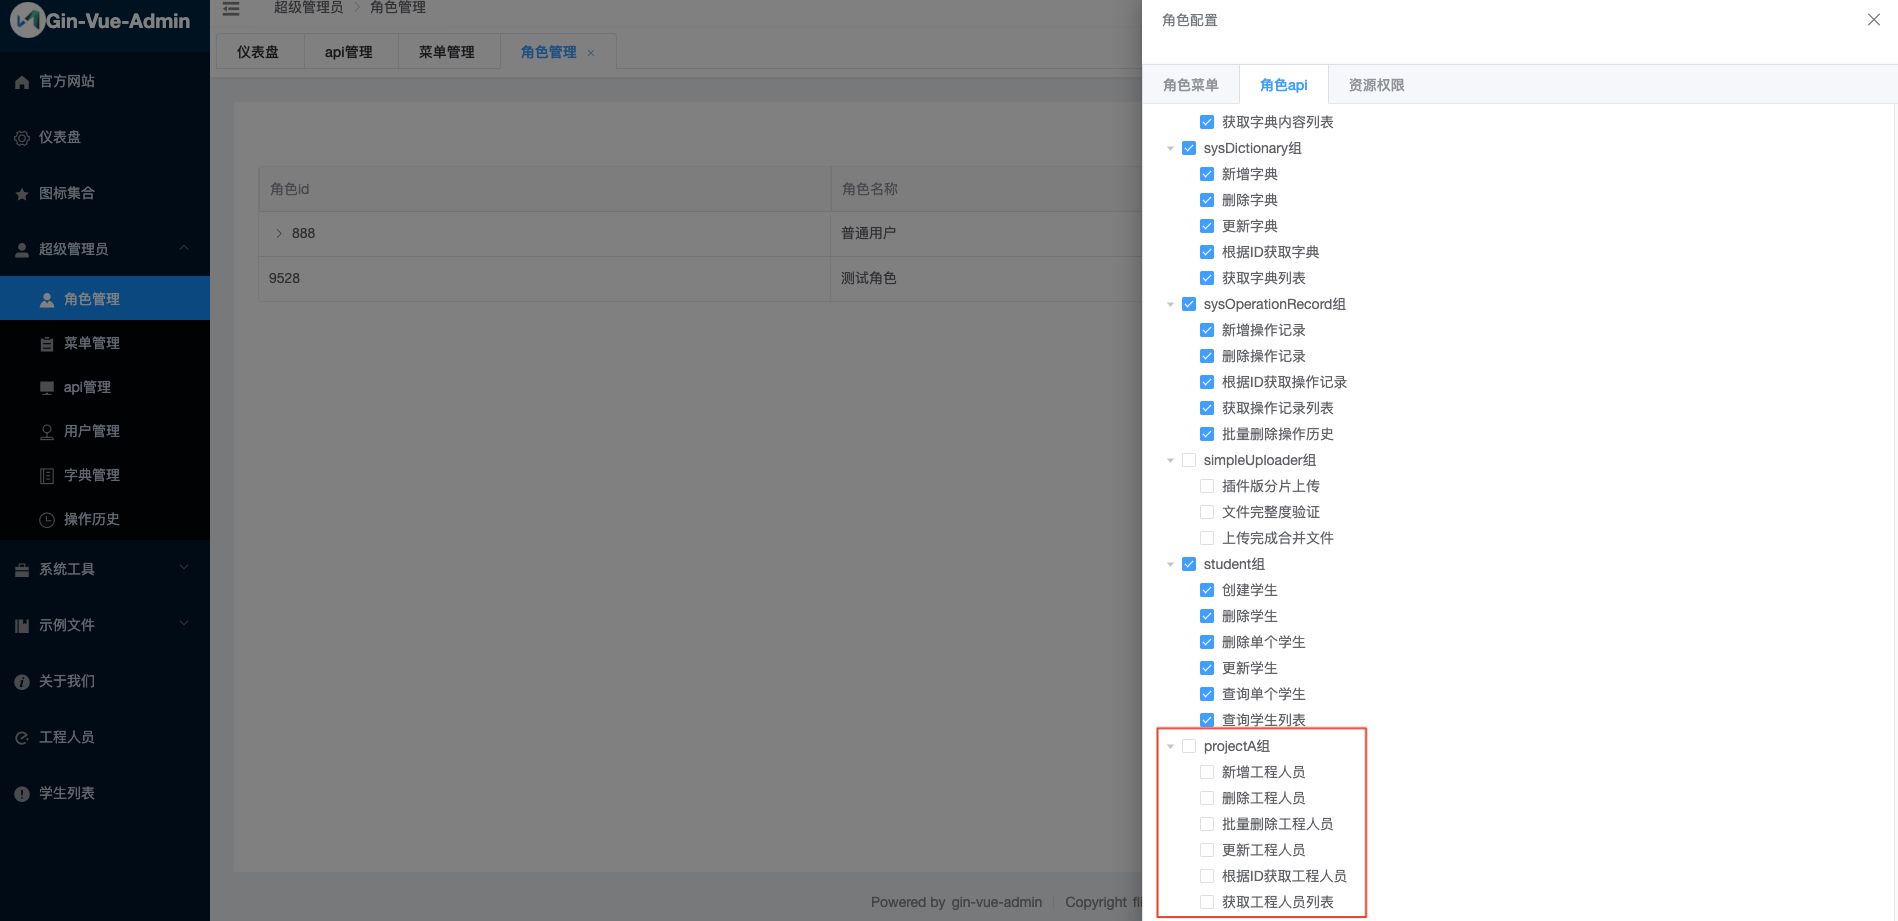 Gin-Vue-Admin
官方网站
仪表盘
图标集合
超级管理员
角色管理
菜单管理
api管理
用户管理
字典管理
操作历史
系统工具
示例文件
关于我们
工程人员
学生列表
超级管理员 > 角色管理
仪表盘 api管理 菜单管理 角色管理 ×
角色id 角色名称
888 普通用户
9528 测试角色
Powered by gin-vue-admin Copyright fli
角色配置
角色菜单 角色api 资源权限
获取字典内容列表
sysDictionary组
新增字典
删除字典
更新字典
根据ID获取字典
获取字典列表
sysOperationRecord组
新增操作记录
删除操作记录
根据ID获取操作记录
获取操作记录列表
批量删除操作历史
simpleUploader组
插件版分片上传
文件完整度验证
上传完成合并文件
student组
创建学生
删除学生
删除单个学生
更新学生
查询单个学生
查询学生列表
projectA组
新增工程人员
删除工程人员
批量删除工程人员
更新工程人员
根据ID获取工程人员
获取工程人员列表